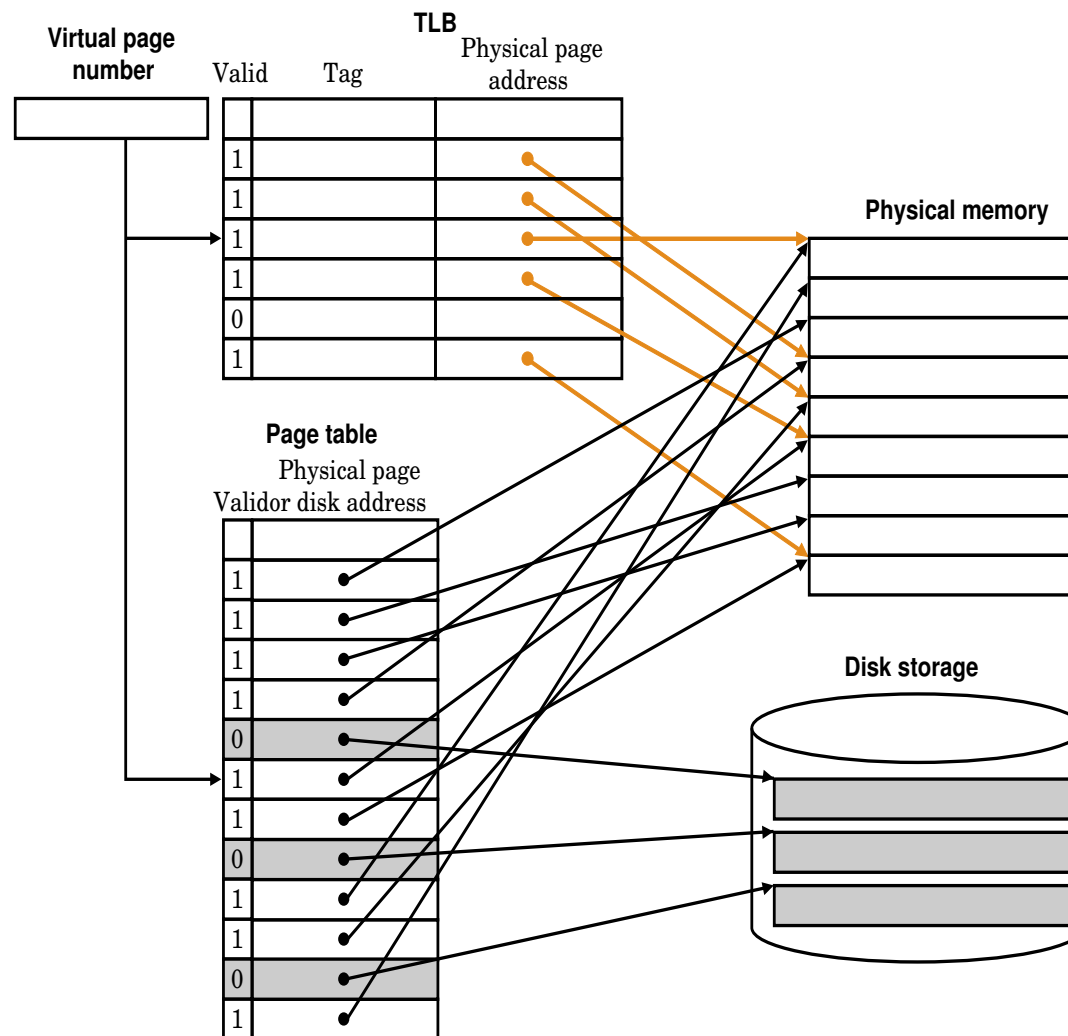 TLB
Virtual page
number
Valid
Tag
Physical page
address
1
1
1
1
0
1
Physical memory
Page table
Physical page
Validor disk address
1
1
1
1
0
1
1
0
1
1
0
1
Disk storage